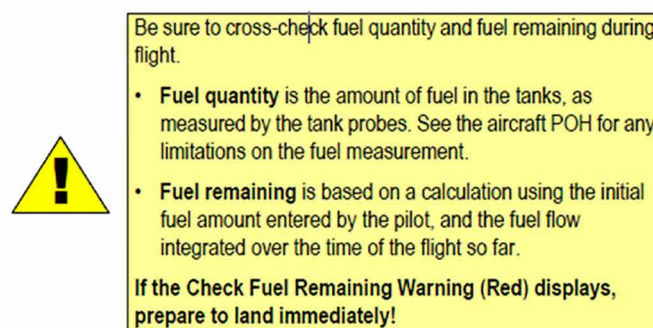 Be sure to cross-check fuel quantity and fuel remaining during
flight.
• Fuel quantity is the amount of fuel in the tanks, as
measured by the tank probes. See the aircraft POH for any
limitations on the fuel measurement.
• Fuel remaining is based on a calculation using the initial
fuel amount entered by the pilot, and the fuel flow
integrated over the time of the flight so far.
If the Check Fuel Remaining Warning (Red) displays,
prepare to land immediately!